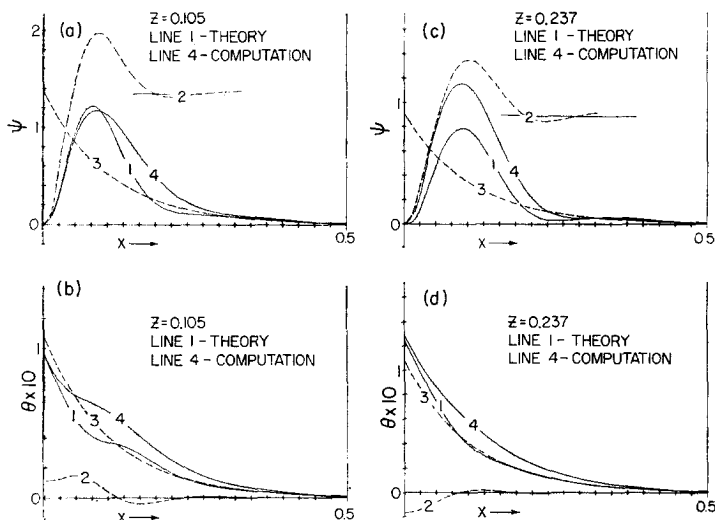 (a)
Z=0.105
LINE 1-THEORY
LINE 4-COMPUTATION
2
ψ
1
0
1
2
3
4
X
0.5
(c)
Z=0.237
LINE 1-THEORY
LINE 4-COMPUTATION
ψ
1
0
1
2
3
4
X
0.5
(b)
Z=0.105
LINE 1-THEORY
LINE 4-COMPUTATION
θx10
1
0
1
2
3
4
X
0.5
(d)
Z=0.237
LINE 1-THEORY
LINE 4-COMPUTATION
θx10
1
0
1
2
3
4
X
0.5